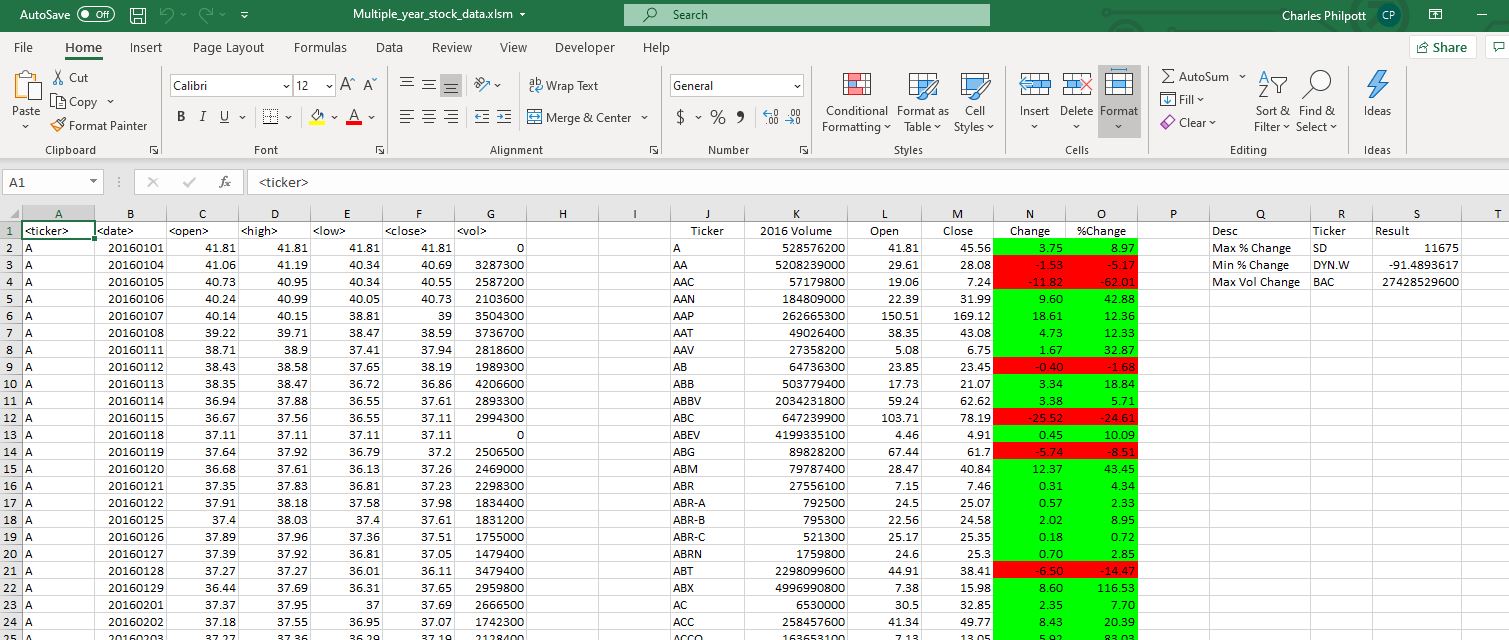 AutoSave Off Multiple_year_stock_data.xlsm Search Charles Philpott CP
File Home Insert Page Layout Formulas Data Review View Developer Help Share
Paste Cut Copy Format Painter
Calibri 12 A A B I U A
ab Wrap Text Merge & Center
General $ % 9 .00 .00
Conditional Formatting Format as Table Cell Styles
Insert Delete Format
AutoSum Fill Clear Sort & Filter Find & Select
Ideas
Clipboard Font Alignment Number Styles Cells Editing Ideas
A1 fx <ticker>
A B C D E F G H I J K L M N O P Q R S T
1 <ticker> <date> <open> <high> <low> <close> <vol> Ticker 2016 Volume Open Close Change %Change Desc Ticker Result
2 A 20160101 41.81 41.81 41.81 41.81 0 A 528576200 41.81 45.56 3.75 8.97 Max % Change SD 11675
3 A 20160104 41.06 41.19 40.34 40.69 3287300 AA 5208239000 29.61 28.08 -1.53 -5.17 Min % Change DYN.W -91.4893617
4 A 20160105 40.73 40.95 40.34 40.55 2587200 AAC 57179800 19.06 7.24 -11.82 -62.01 Max Vol Change BAC 27428529600
5 A 20160106 40.24 40.99 40.05 40.73 2103600 AAN 184809000 22.39 31.99 9.60 42.88
6 A 20160107 40.14 40.15 38.81 39 3504300 AAP 262665300 150.51 169.12 18.61 12.36
7 A 20160108 39.22 39.71 38.47 38.59 3736700 AAT 49026400 38.35 43.08 4.73 12.33
8 A 20160111 38.71 38.9 37.41 37.94 2818600 AAV 27358200 5.08 6.75 1.67 32.87
9 A 20160112 38.43 38.58 37.65 38.19 1989300 AB 64736300 23.85 23.45 -0.40 -1.68
10 A 20160113 38.35 38.47 36.72 36.86 4206600 ABB 503779400 17.73 21.07 3.34 18.84
11 A 20160114 36.94 37.88 36.55 37.61 2893300 ABBV 2034231800 59.24 62.62 3.38 5.71
12 A 20160115 36.67 37.56 36.55 37.11 2994300 ABC 647239900 103.71 78.19 -25.52 -24.61
13 A 20160118 37.11 37.11 37.11 37.11 0 ABEV 4199335100 4.46 4.91 0.45 10.09
14 A 20160119 37.64 37.92 36.79 37.2 2506500 ABG 89828200 67.44 61.7 -5.74 -8.51
15 A 20160120 36.68 37.61 36.13 37.26 2469000 ABM 79787400 28.47 40.84 12.37 43.45
16 A 20160121 37.35 37.83 36.81 37.23 2298300 ABR 27556100 7.15 7.46 0.31 4.34
17 A 20160122 37.91 38.18 37.58 37.98 1834400 ABR-A 792500 24.5 25.07 0.57 2.33
18 A 20160125 37.4 38.03 37.4 37.61 1831200 ABR-B 795300 22.56 24.58 2.02 8.95
19 A 20160126 37.89 37.96 37.36 37.51 1755000 ABR-C 521300 25.17 25.35 0.18 0.72
20 A 20160127 37.39 37.92 36.81 37.05 1479400 ABRN 1759800 24.6 25.3 0.70 2.85
21 A 20160128 37.27 37.27 36.01 36.11 3479400 ABT 2298099600 44.91 38.41 -6.50 -14.47
22 A 20160129 36.44 37.69 36.31 37.65 2959800 ABX 4996990800 7.38 15.98 8.60 116.53
23 A 20160201 37.37 37.95 37 37.69 2666500 AC 6530000 30.5 32.85 2.35 7.70
24 A 20160202 37.18 37.55 36.95 37.07 1742300 ACC 258457600 41.34 49.77 8.43 20.39
25 A 20160203 37.27 37.36 36.29 37.19 2128400 ACCO 163653100 7.13 13.05 5.92 83.03